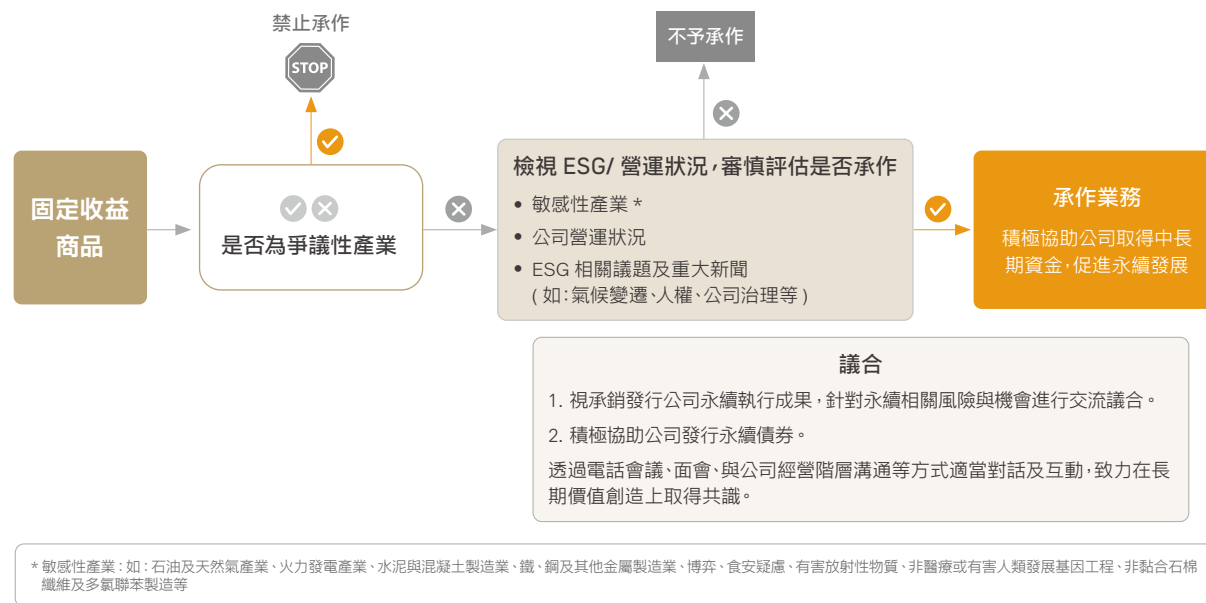 禁止承作
STOP
不予承作
固定收益
商品
是否為爭議性產業
檢視 ESG/ 營運狀況，審慎評估是否承作
• 敏感性產業 *
• 公司營運狀況
• ESG 相關議題及重大新聞
( 如：氣候變遷、人權、公司治理等 )
承作業務
積極協助公司取得中長
期資金，促進永續發展
議合
1. 視承銷發行公司永續執行成果，針對永續相關風險與機會進行交流議合。
2. 積極協助公司發行永續債券。
透過電話會議、面會、與公司經營階層溝通等方式適當對話及互動，致力在長
期價值創造上取得共識。
* 敏感性產業：如：石油及天然氣產業、火力發電產業、水泥與混凝土製造業、鐵、鋼及其他金屬製造業、博弈、食安疑慮、有害放射性物質、非醫療或有害人類發展基因工程、非黏合石棉
纖維及多氯聯苯製造等